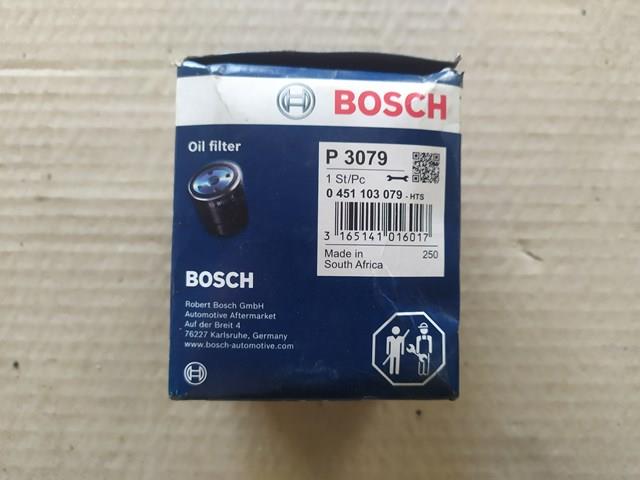 BOSCH
Oil filter
P 3079
1 St/Pc
0 451 103 079 - HTS
3 165141 016017
Made in
South Africa
250
BOSCH
Robert Bosch GmbH
Automotive Aftermarket
Auf der Breit 4
76227 Karlsruhe, Germany
www.bosch-automotive.com